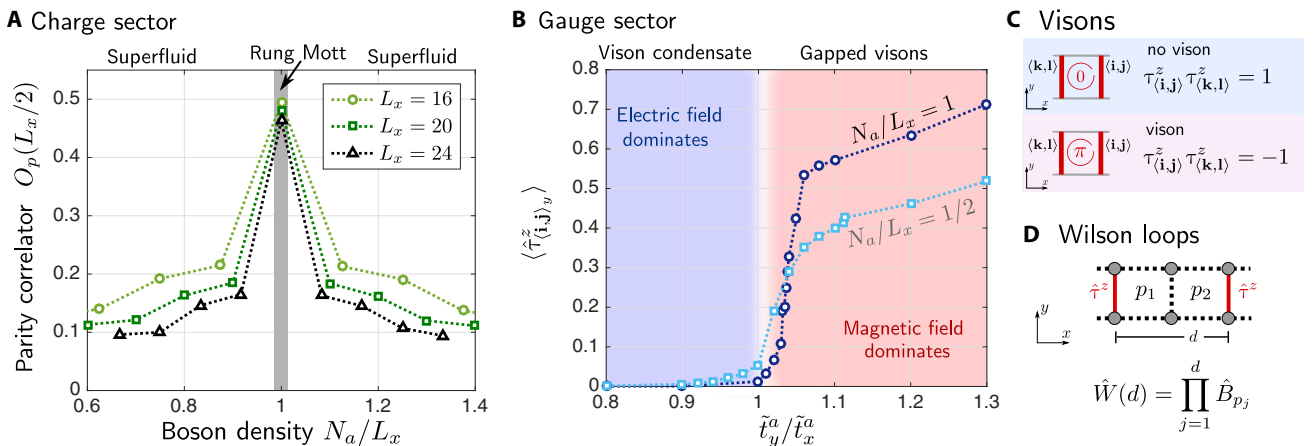 A Charge sector
Superfluid Rung Mott Superfluid
L_x = 16
L_x = 20
L_x = 24
Parity correlator O_p(L_x/2)
0.5
0.4
0.3
0.2
0.1
0
0.6 0.8 1 1.2 1.4
Boson density N_a/L_x
B Gauge sector
Vison condensate Gapped visons
Electric field
dominates
N_a/L_x = 1
N_a/L_x = 1/2
Magnetic field
dominates
⟨τ̂^z_{⟨i,j⟩_y}⟩
0.8
0.7
0.6
0.5
0.4
0.3
0.2
0.1
0
0.8 0.9 1 1.1 1.2 1.3
t̃^a_y/t̃^a_x
C Visons
no vison
⟨k,l⟩ 0 ⟨i,j⟩ τ^z_{⟨i,j⟩} τ^z_{⟨k,l⟩} = 1
y
x
vison
⟨k,l⟩ π ⟨i,j⟩ τ^z_{⟨i,j⟩} τ^z_{⟨k,l⟩} = −1
y
x
D Wilson loops
τ̂^z p_1 p_2 τ̂^z
y
x
d
Ŵ(d) = ∏_{j=1}^{d} B̂_{p_j}